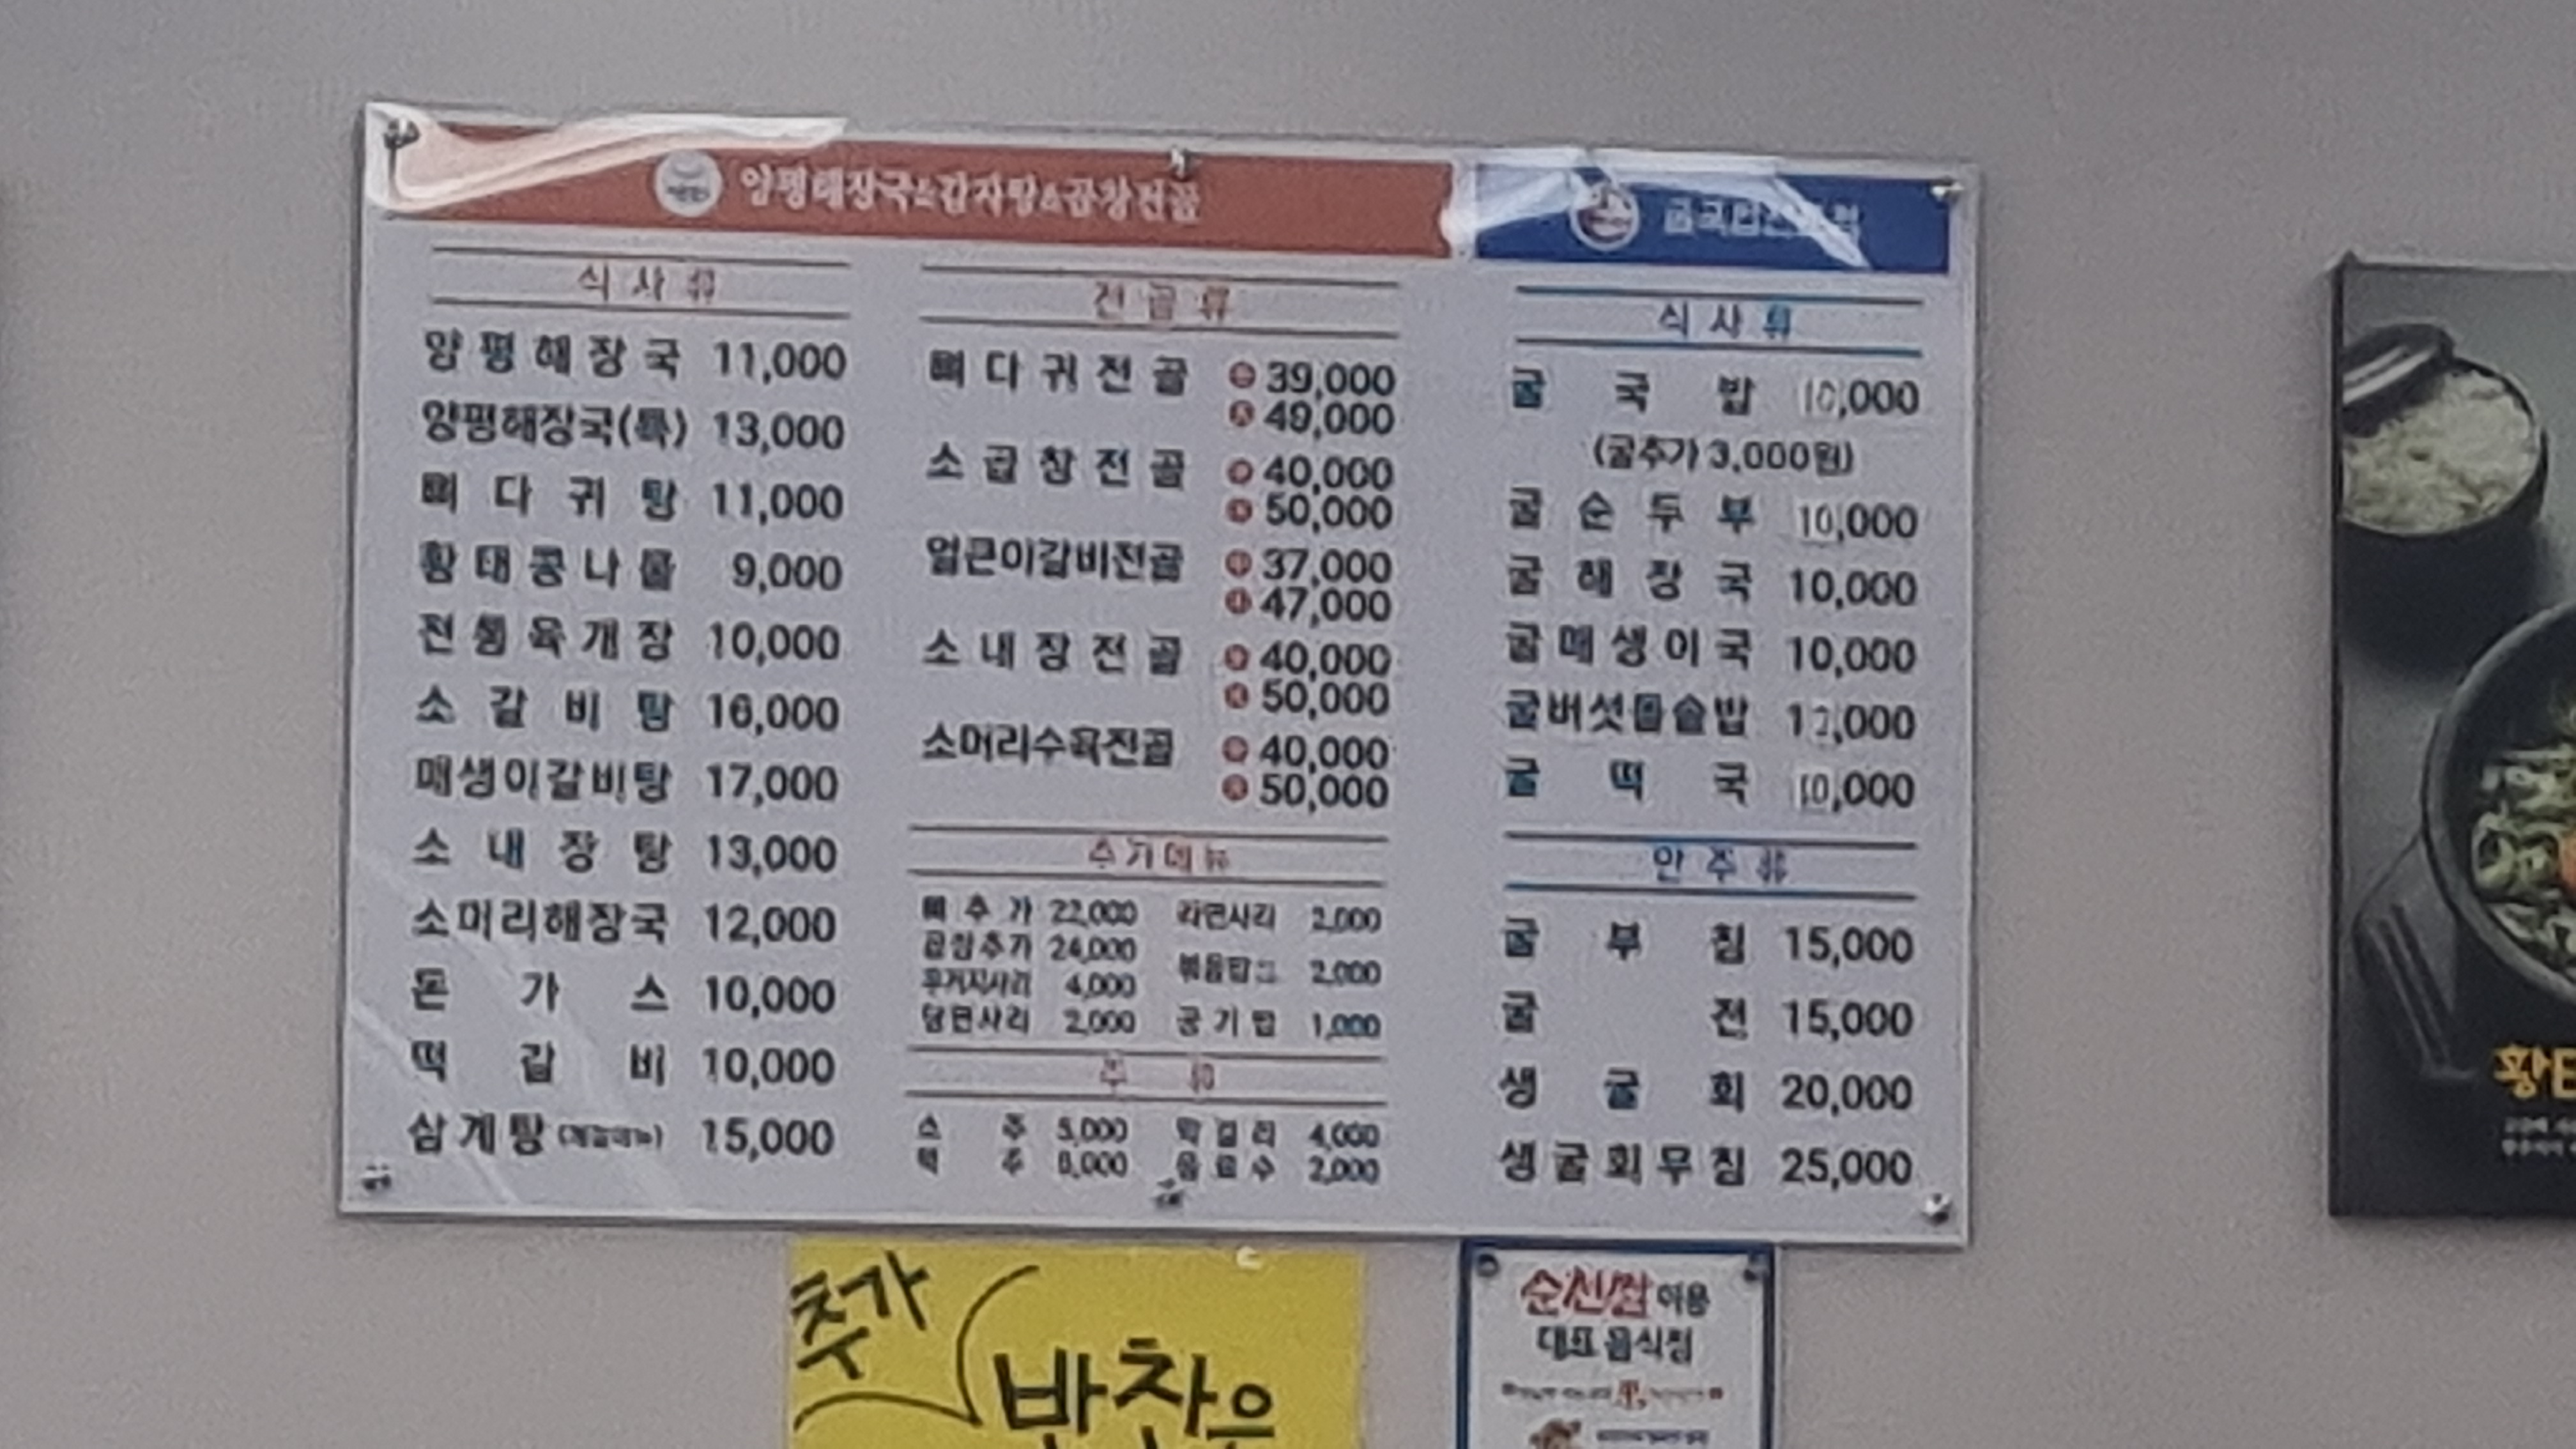 양평해장국&감자탕&곱창전골
식사류
양평해장국 11,000
양평해장국(특) 13,000
뼈다귀탕 11,000
황태콩나물 9,000
전통육개장 10,000
소갈비탕 16,000
매생이갈비탕 17,000
소내장탕 13,000
소머리해장국 12,000
돈가스 10,000
떡갈비 10,000
삼계탕 15,000
전골류
뼈다귀전골 39,000
49,000
소곱창전골 40,000
50,000
얼큰이갈비전골 37,000
47,000
소내장전골 40,000
50,000
소머리수육전골 40,000
50,000
추가메뉴
뼈추가 22,000 라면사리 2,000
곱창추가 24,000
볶음밥 2,000
우거지사리 4,000
당면사리 2,000 공기밥 1,000
주류
소주 5,000 막걸리 4,000
맥주 음료수 2,000
식사류
굴국밥 10,000
(굴추가 3,000원)
굴순두부 10,000
굴해장국 10,000
굴매생이국 10,000
굴버섯돌솥밥 12,000
굴떡국 10,000
안주류
굴부침 15,000
굴전 15,000
생굴회 20,000
생굴회무침 25,000
추가
반찬은
순신쌀 이용
대표 음식점
황태